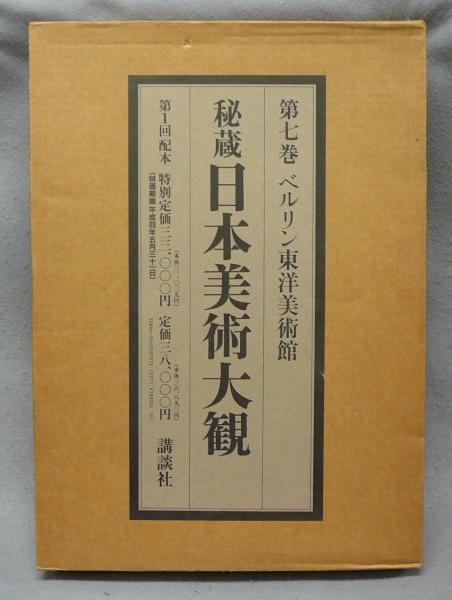 第七巻 ベルリン東洋美術館
秘蔵日本美術大観
第1回配本 特別定価三三、〇〇〇円 定価三八、〇〇〇円 講談社
〔特価期限 平成四年五月三十一日〕